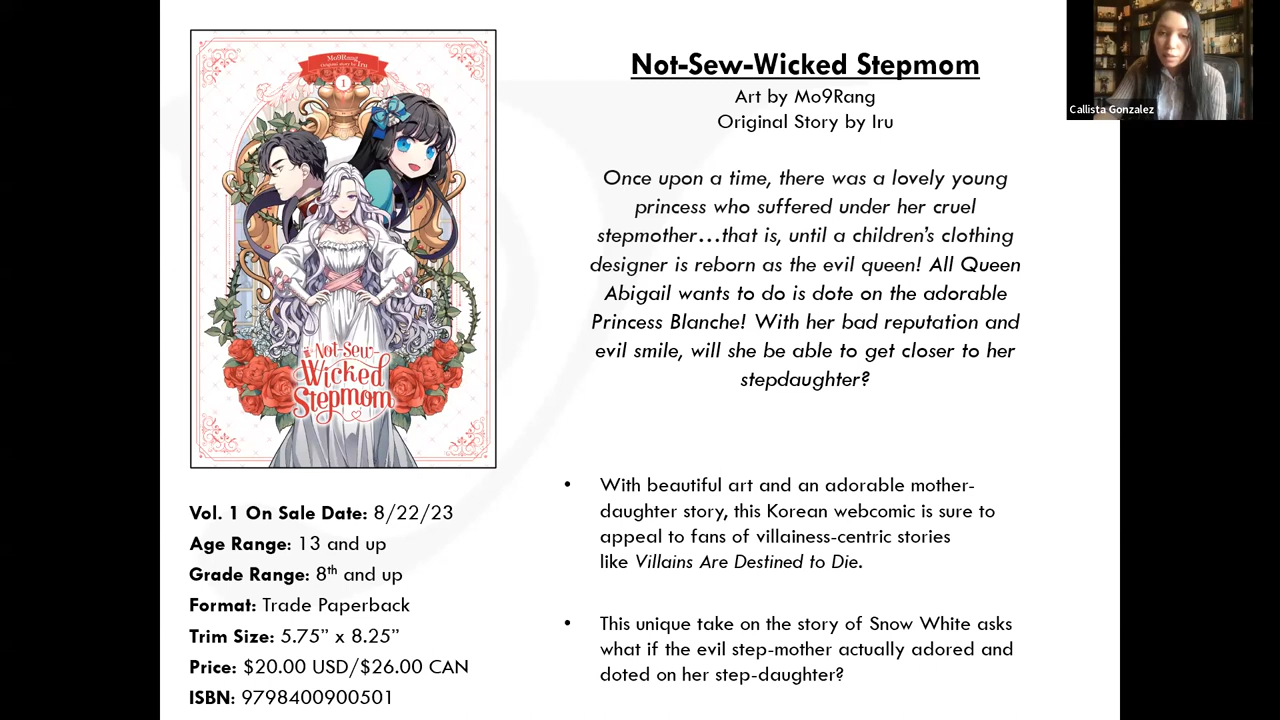 Mo9Rang
Original story by Iru
1
Not-Sew-
Wicked
Stepmom
Vol. 1 On Sale Date: 8/22/23
Age Range: 13 and up
Grade Range: 8th and up
Format: Trade Paperback
Trim Size: 5.75” x 8.25”
Price: $20.00 USD/$26.00 CAN
ISBN: 9798400900501
Not-Sew-Wicked Stepmom
Art by Mo9Rang
Original Story by Iru
Once upon a time, there was a lovely young
princess who suffered under her cruel
stepmother…that is, until a children’s clothing
designer is reborn as the evil queen! All Queen
Abigail wants to do is dote on the adorable
Princess Blanche! With her bad reputation and
evil smile, will she be able to get closer to her
stepdaughter?
• With beautiful art and an adorable mother-
daughter story, this Korean webcomic is sure to
appeal to fans of villainess-centric stories
like Villains Are Destined to Die.
• This unique take on the story of Snow White asks
what if the evil step-mother actually adored and
doted on her step-daughter?
Callista Gonzalez